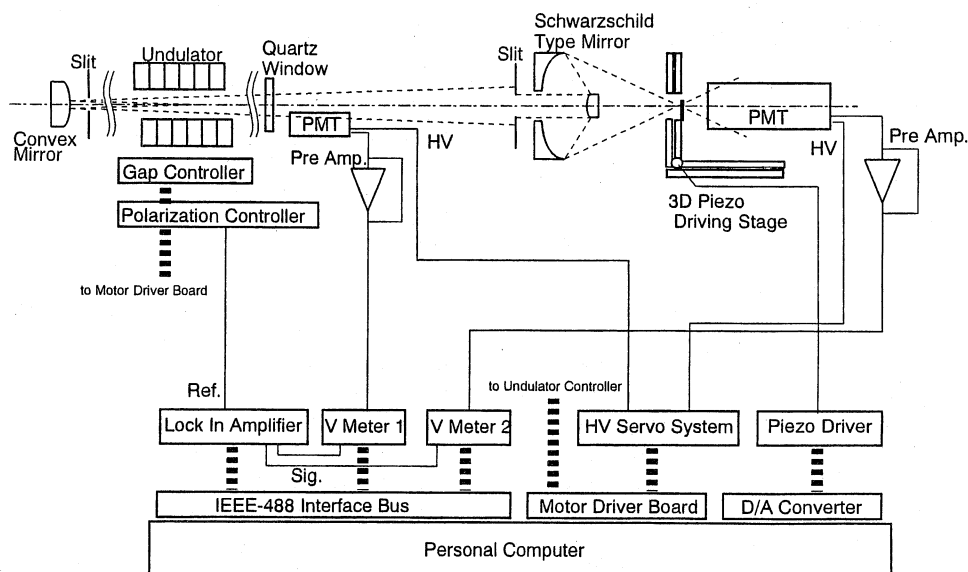 Schwarzschild
Type Mirror
Slit
Undulator
Quartz
Window
Slit
Convex
Mirror
PMT
HV
PMT
HV
Pre Amp.
Pre Amp.
Gap Controller
Polarization Controller
3D Piezo
Driving Stage
to Motor Driver Board
Ref.
to Undulator Controller
Lock In Amplifier
V Meter 1
V Meter 2
HV Servo System
Piezo Driver
Sig.
IEEE-488 Interface Bus
Motor Driver Board
D/A Converter
Personal Computer